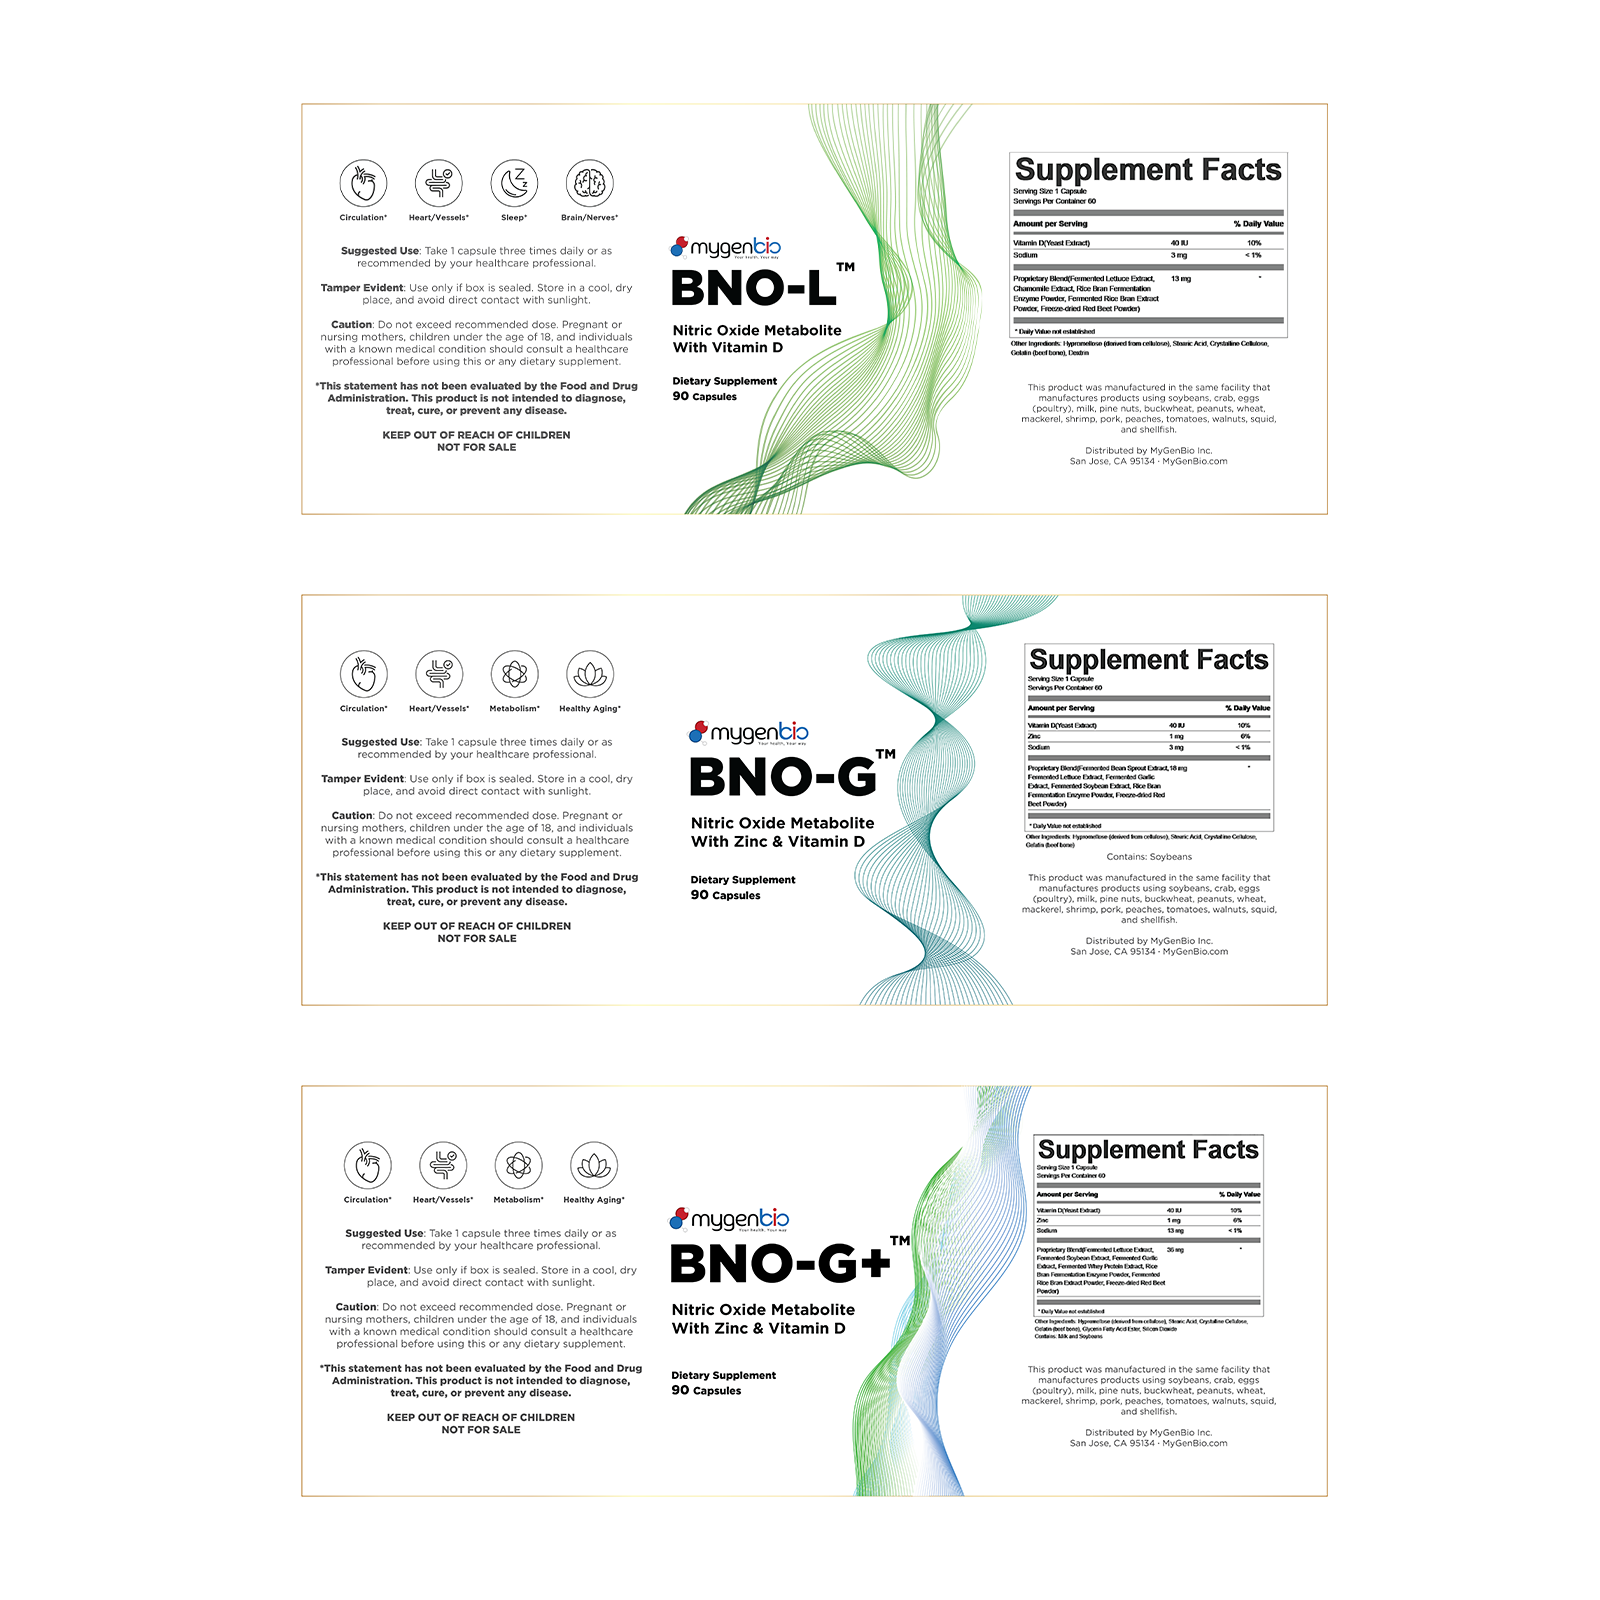 Circulation*
Heart/Vessels*
Sleep*
Brain/Nerves*
Suggested Use: Take 1 capsule three times daily or as
recommended by your healthcare professional.
Tamper Evident: Use only if box is sealed. Store in a cool, dry
place, and avoid direct contact with sunlight.
Caution: Do not exceed recommended dose. Pregnant or
nursing mothers, children under the age of 18, and individuals
with a known medical condition should consult a healthcare
professional before using this or any dietary supplement.
*This statement has not been evaluated by the Food and Drug
Administration. This product is not intended to diagnose,
treat, cure, or prevent any disease.
KEEP OUT OF REACH OF CHILDREN
NOT FOR SALE
mygenbio
Your health, Your way
BNO-L™
Nitric Oxide Metabolite
With Vitamin D
Dietary Supplement
90 Capsules
Supplement Facts
Serving Size 1 Capsule
Servings Per Container 60
Amount per Serving % Daily Value
Vitamin D(Yeast Extract) 40 IU 10%
Sodium 3 mg < 1%
Proprietary Blend(Fermented Lettuce Extract, 13 mg *
Chamomile Extract, Rice Bran Fermentation
Enzyme Powder, Fermented Rice Bran Extract
Powder, Freeze-dried Red Beet Powder)
* Daily Value not established
Other Ingredients: Hypromellose (derived from cellulose), Stearic Acid, Crystalline Cellulose,
Gelatin (beef bone), Dextrin
This product was manufactured in the same facility that
manufactures products using soybeans, crab, eggs
(poultry), milk, pine nuts, buckwheat, peanuts, wheat,
mackerel, shrimp, pork, peaches, tomatoes, walnuts, squid,
and shellfish.
Distributed by MyGenBio Inc.
San Jose, CA 95134 · MyGenBio.com
Circulation*
Heart/Vessels*
Metabolism*
Healthy Aging*
Suggested Use: Take 1 capsule three times daily or as
recommended by your healthcare professional.
Tamper Evident: Use only if box is sealed. Store in a cool, dry
place, and avoid direct contact with sunlight.
Caution: Do not exceed recommended dose. Pregnant or
nursing mothers, children under the age of 18, and individuals
with a known medical condition should consult a healthcare
professional before using this or any dietary supplement.
*This statement has not been evaluated by the Food and Drug
Administration. This product is not intended to diagnose,
treat, cure, or prevent any disease.
KEEP OUT OF REACH OF CHILDREN
NOT FOR SALE
mygenbio
Your health, Your way
BNO-G™
Nitric Oxide Metabolite
With Zinc & Vitamin D
Dietary Supplement
90 Capsules
Supplement Facts
Serving Size 1 Capsule
Servings Per Container 60
Amount per Serving % Daily Value
Vitamin D(Yeast Extract) 40 IU 10%
Zinc 1 mg 6%
Sodium 3 mg < 1%
Proprietary Blend(Fermented Bean Sprout Extract, 18 mg *
Fermented Lettuce Extract, Fermented Garlic
Extract, Fermented Soybean Extract, Rice Bran
Fermentation Enzyme Powder, Freeze-dried Red
Beet Powder)
* Daily Value not established
Other Ingredients: Hypromellose (derived from cellulose), Stearic Acid, Crystalline Cellulose,
Gelatin (beef bone)
Contains: Soybeans
This product was manufactured in the same facility that
manufactures products using soybeans, crab, eggs
(poultry), milk, pine nuts, buckwheat, peanuts, wheat,
mackerel, shrimp, pork, peaches, tomatoes, walnuts, squid,
and shellfish.
Distributed by MyGenBio Inc.
San Jose, CA 95134 · MyGenBio.com
Circulation*
Heart/Vessels*
Metabolism*
Healthy Aging*
Suggested Use: Take 1 capsule three times daily or as
recommended by your healthcare professional.
Tamper Evident: Use only if box is sealed. Store in a cool, dry
place, and avoid direct contact with sunlight.
Caution: Do not exceed recommended dose. Pregnant or
nursing mothers, children under the age of 18, and individuals
with a known medical condition should consult a healthcare
professional before using this or any dietary supplement.
*This statement has not been evaluated by the Food and Drug
Administration. This product is not intended to diagnose,
treat, cure, or prevent any disease.
KEEP OUT OF REACH OF CHILDREN
NOT FOR SALE
mygenbio
Your health, Your way
BNO-G+™
Nitric Oxide Metabolite
With Zinc & Vitamin D
Dietary Supplement
90 Capsules
Supplement Facts
Serving Size 1 Capsule
Servings Per Container 60
Amount per Serving % Daily Value
Vitamin D(Yeast Extract) 40 IU 10%
Zinc 1 mg 6%
Sodium 13 mg < 1%
Proprietary Blend(Fermented Lettuce Extract, 36 mg *
Fermented Soybean Extract, Fermented Garlic
Extract, Fermented Whey Protein Extract, Rice
Bran Fermentation Enzyme Powder, Fermented
Rice Bran Extract Powder, Freeze-dried Red Beet
Powder)
* Daily Value not established
Other Ingredients: Hypromellose (derived from cellulose), Stearic Acid, Crystalline Cellulose,
Gelatin (beef bone), Glycerin Fatty Acid Ester, Silicon Dioxide
Contains: Milk and Soybeans
This product was manufactured in the same facility that
manufactures products using soybeans, crab, eggs
(poultry), milk, pine nuts, buckwheat, peanuts, wheat,
mackerel, shrimp, pork, peaches, tomatoes, walnuts, squid,
and shellfish.
Distributed by MyGenBio Inc.
San Jose, CA 95134 · MyGenBio.com